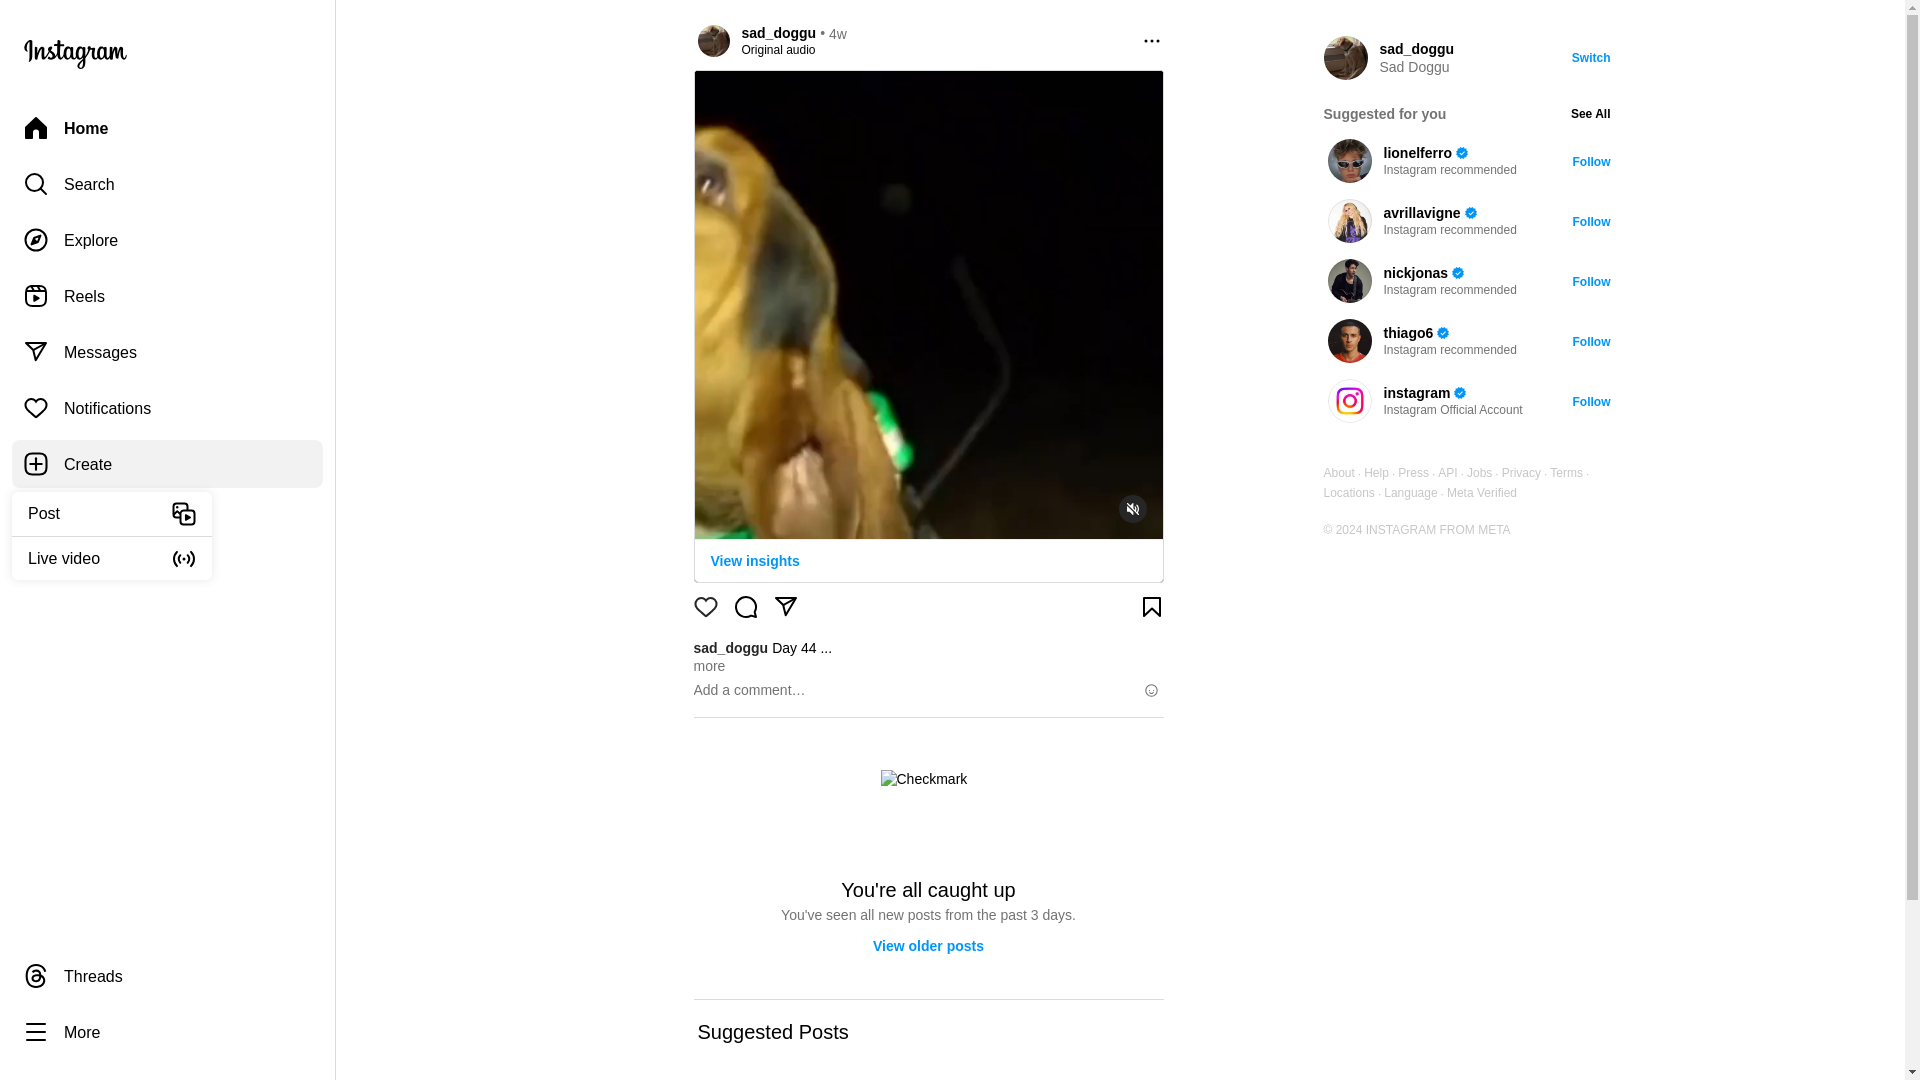 Instagram
Home
Search
Explore
Reels
Messages
Notifications
Create
Post
Live video
Threads
More
sad_doggu • 4w
Original audio
View insights
sad_doggu Day 44 ...
more
Add a comment…
Checkmark
You're all caught up
You've seen all new posts from the past 3 days.
View older posts
Suggested Posts
sad_doggu
Sad Doggu
Switch
Suggested for you
See All
lionelferro
Instagram recommended
Follow
avrillavigne
Instagram recommended
Follow
nickjonas
Instagram recommended
Follow
thiago6
Instagram recommended
Follow
instagram
Instagram Official Account
Follow
About · Help · Press · API · Jobs · Privacy · Terms ·
Locations · Language · Meta Verified
© 2024 INSTAGRAM FROM META